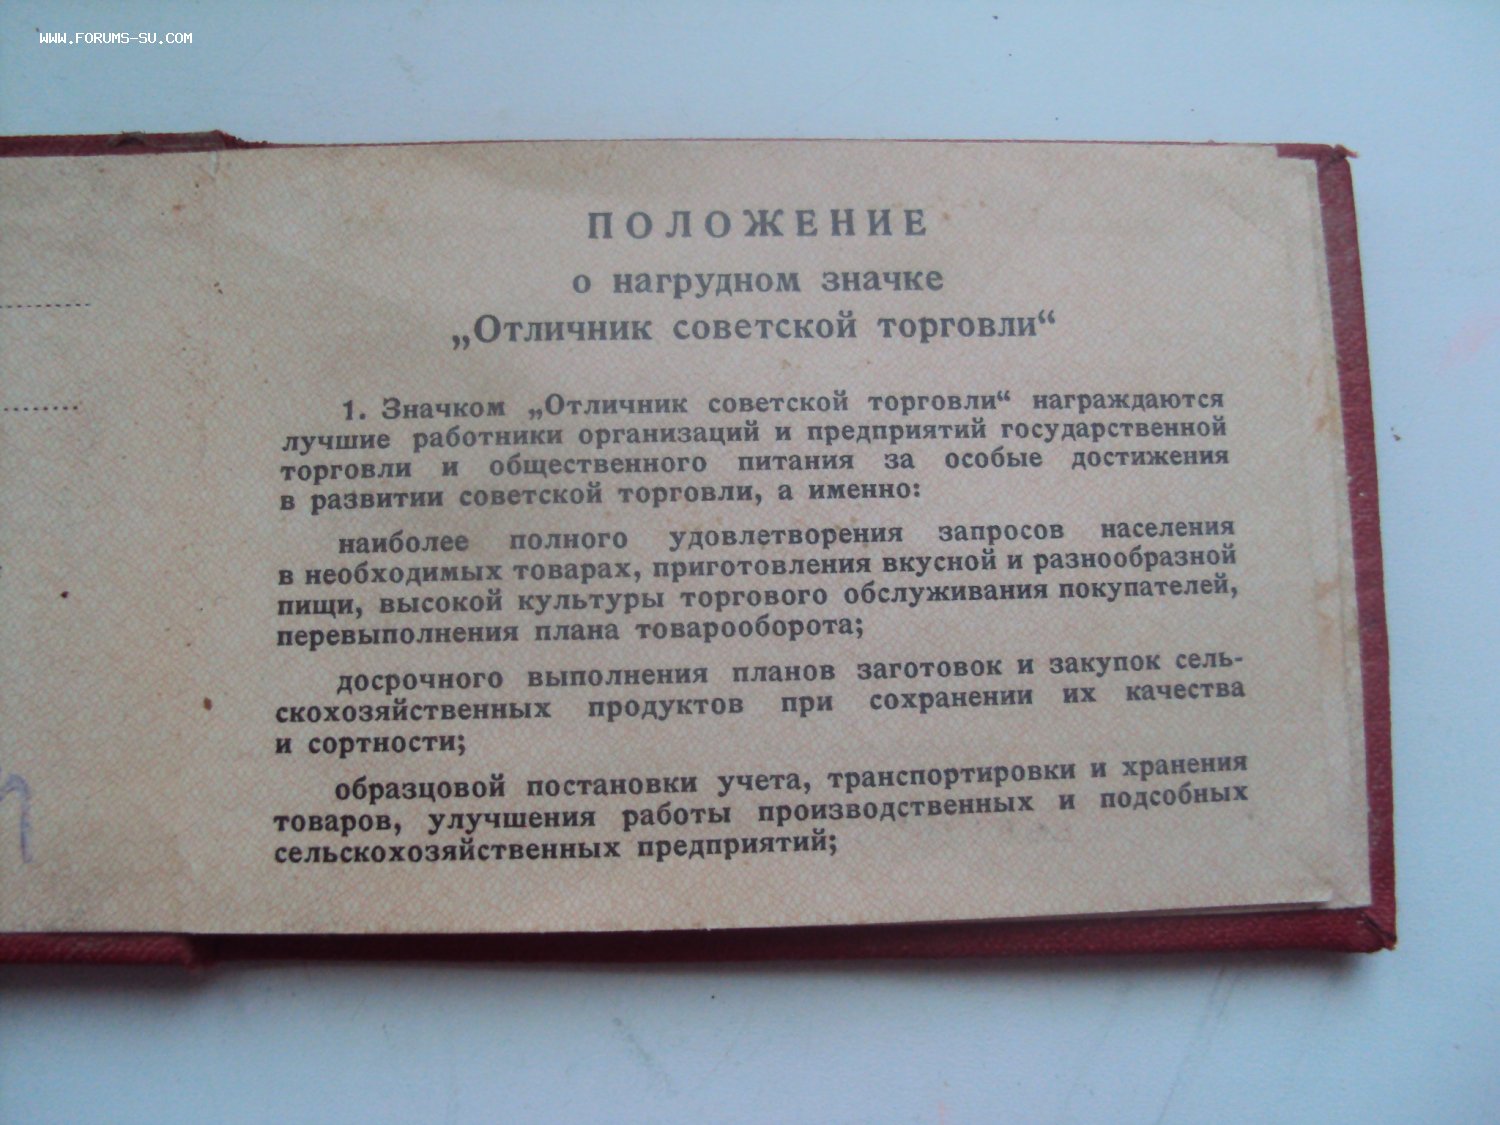 WWW.FORUMS-SU.COM
ПОЛОЖЕНИЕ
о нагрудном значке
„Отличник советской торговли“
1. Значком „Отличник советской торговли“ награждаются
лучшие работники организаций и предприятий государственной
торговли и общественного питания за особые достижения
в развитии советской торговли, а именно:
наиболее полного удовлетворения запросов населения
в необходимых товарах, приготовления вкусной и разнообразной
пищи, высокой культуры торгового обслуживания покупателей,
перевыполнения плана товарооборота;
досрочного выполнения планов заготовок и закупок сель-
скохозяйственных продуктов при сохранении их качества
и сортности;
образцовой постановки учета, транспортировки и хранения
товаров, улучшения работы производственных и подсобных
сельскохозяйственных предприятий;